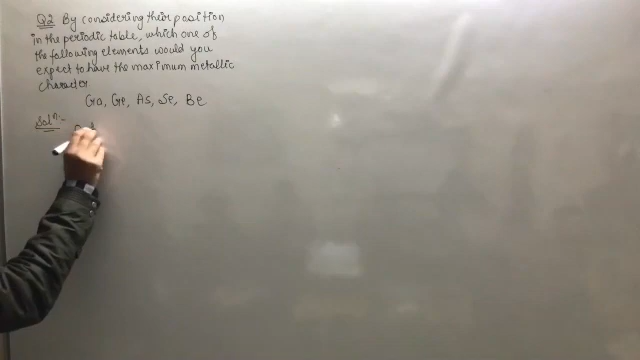 Q2 By considering their position
in the periodic table, which one of
the following elements would you
expect to have the maximum metallic
character
Ga, Ge, As, Se, Be
Solⁿ:-